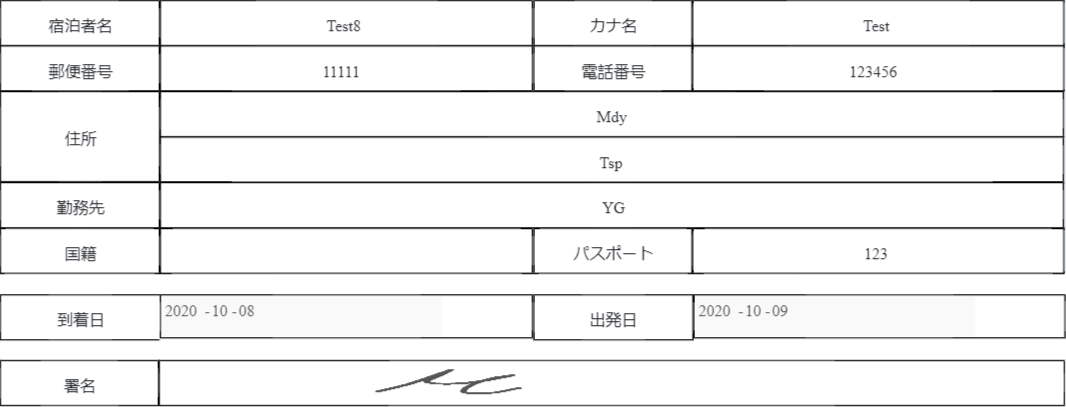 宿泊者名 Test8 カナ名 Test
郵便番号 11111 電話番号 123456
住所 Mdy
Tsp
勤務先 YG
国籍 パスポート 123
到着日 2020 -10 -08 出発日 2020 -10 -09
署名